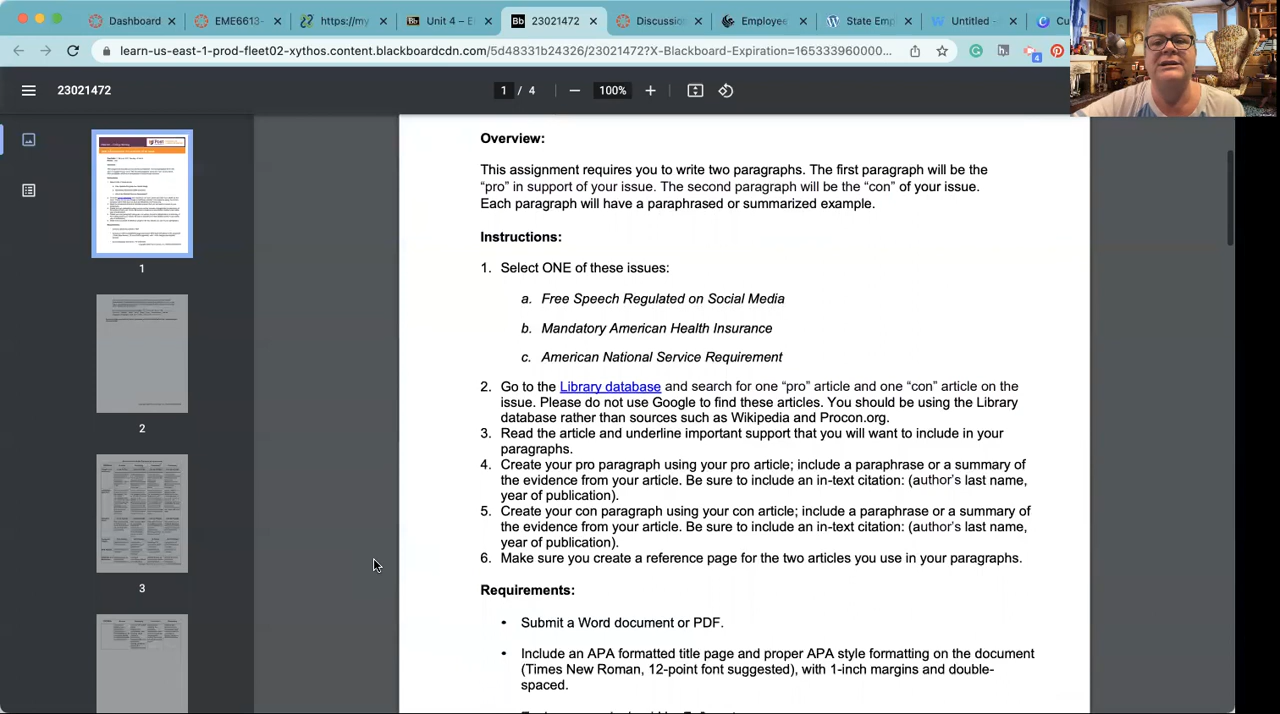 Dashboard
EME6613-
https://my
Unit 4 – E
23021472
Discussio
Employee
State Emp
Untitled -
Cu
learn-us-east-1-prod-fleet02-xythos.content.blackboardcdn.com/5d48331b24326/23021472?X-Blackboard-Expiration=165333960000...
23021472
1 / 4
100%
Overview:
This assignment requires you to write two paragraphs. The first paragraph will be the
“pro” in support of your issue. The second paragraph will be the “con” of your issue.
Each paragraph will have a paraphrased or summarized example.
Instructions:
1. Select ONE of these issues:
a. Free Speech Regulated on Social Media
b. Mandatory American Health Insurance
c. American National Service Requirement
2. Go to the Library database and search for one “pro” article and one “con” article on the
issue. Please do not use Google to find these articles. You should be using the Library
database rather than sources such as Wikipedia and Procon.org.
3. Read the article and underline important support that you will want to include in your
paragraphs.
4. Create your pro paragraph using your pro article; include a paraphrase or a summary of
the evidence from your article. Be sure to include an in-text citation: (author’s last name,
year of publication).
5. Create your con paragraph using your con article; include a paraphrase or a summary of
the evidence from your article. Be sure to include an in-text citation: (author’s last name,
year of publication).
6. Make sure you create a reference page for the two articles you use in your paragraphs.
Requirements:
• Submit a Word document or PDF.
• Include an APA formatted title page and proper APA style formatting on the document
(Times New Roman, 12-point font suggested), with 1-inch margins and double-
spaced.
1
2
3